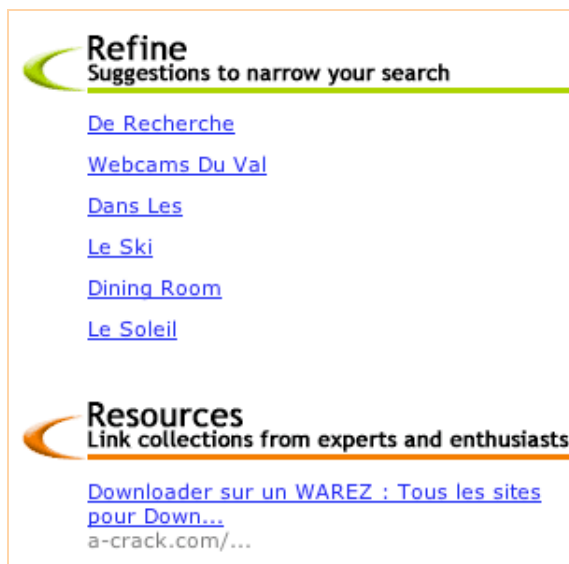 Refine
Suggestions to narrow your search
De Recherche
Webcams Du Val
Dans Les
Le Ski
Dining Room
Le Soleil
Resources
Link collections from experts and enthusiasts
Downloader sur un WAREZ : Tous les sites
pour Down...
a-crack.com/...